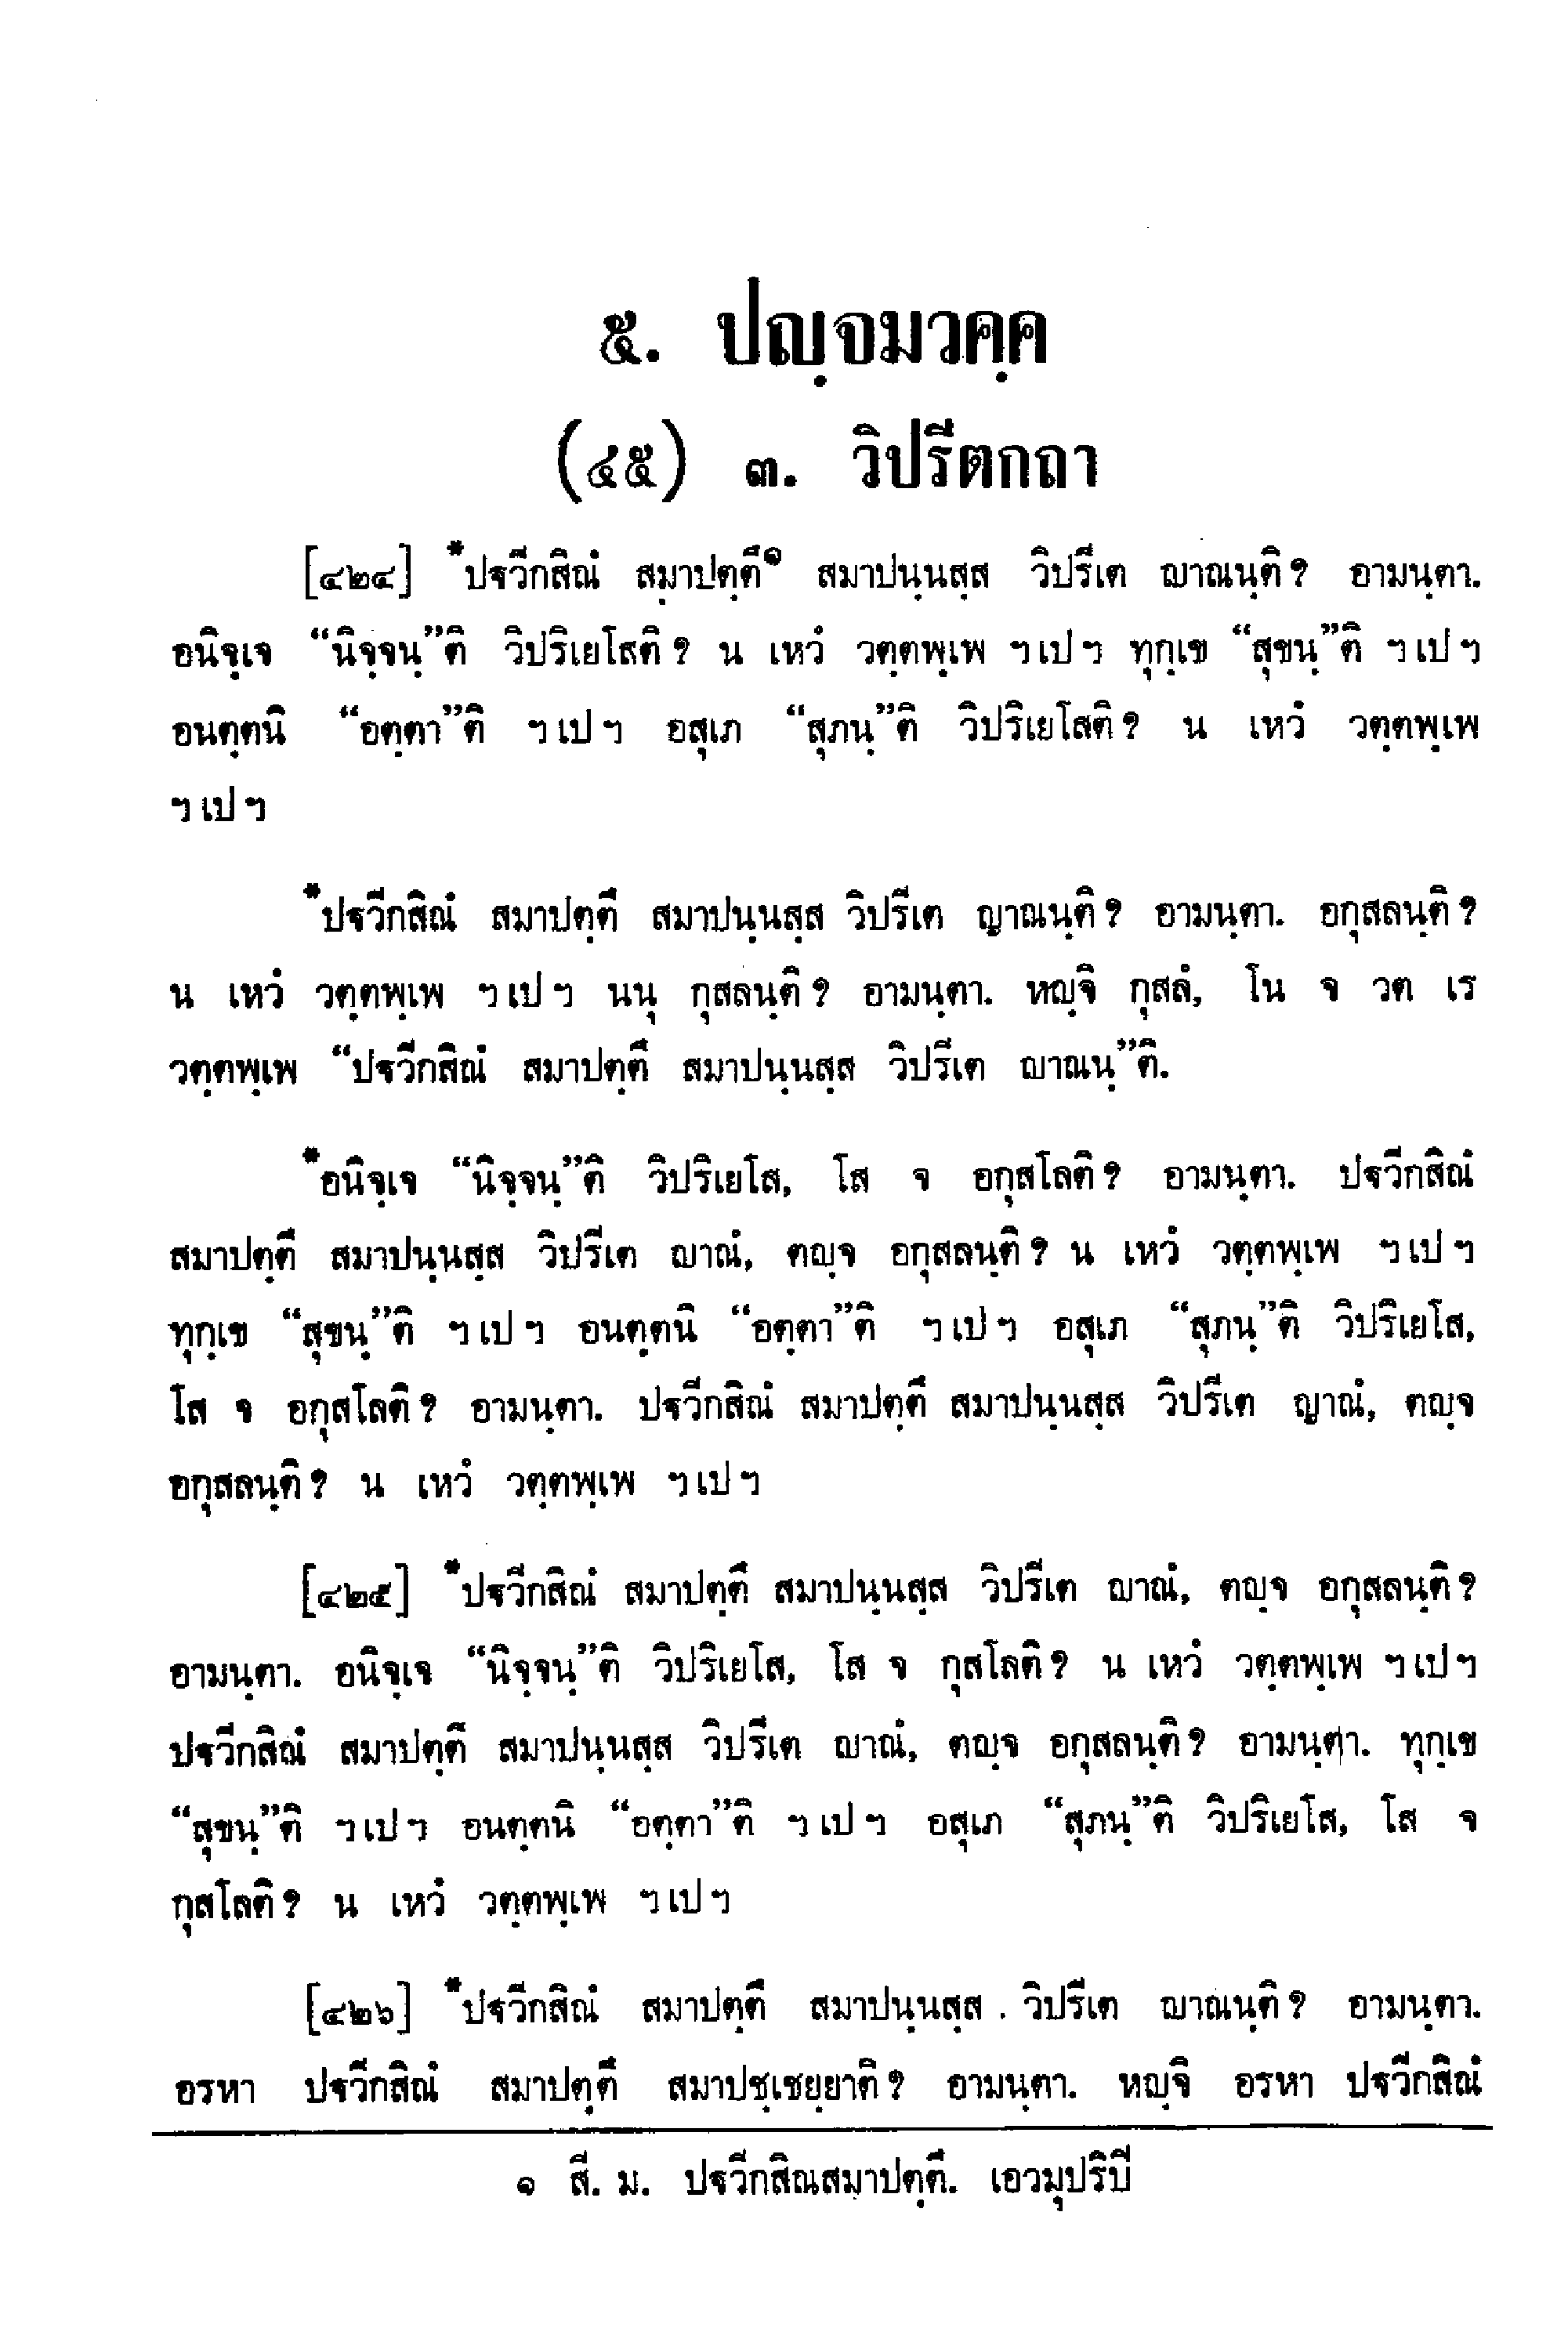 ๕. ปญฺจมวคฺค
(๔๕) ๓. วิปรีตกถา
[๔๒๔] *ปฐวีกสิณํ สมาปตฺตึ๑ สมาปนฺนสฺส วิปรีเต ญาณนฺติ? อามนฺตา.
อนิจฺเจ “นิจฺจนฺ”ติ วิปริเยโสติ? น เหวํ วตฺตพฺเพ ฯเปฯ ทุกฺเข “สุขนฺ”ติ ฯเปฯ
อนตฺตนิ “อตฺตา”ติ ฯเปฯ อสุเภ “สุภนฺ”ติ วิปริเยโสติ? น เหวํ วตฺตพฺเพ
ฯเปฯ
*ปฐวีกสิณํ สมาปตฺตึ สมาปนฺนสฺส วิปรีเต ญาณนฺติ? อามนฺตา. อกุสลนฺติ?
น เหวํ วตฺตพฺเพ ฯเปฯ นนุ กุสลนฺติ? อามนฺตา. หญฺจิ กุสลํ, โน จ วต เร
วตฺตพฺเพ “ปฐวีกสิณํ สมาปตฺตึ สมาปนฺนสฺส วิปรีเต ญาณนฺ”ติ.
*อนิจฺเจ “นิจฺจนฺ”ติ วิปริเยโส, โส จ อกุสโลติ? อามนฺตา. ปฐวีกสิณํ
สมาปตฺตึ สมาปนฺนสฺส วิปรีเต ญาณํ, ตญฺจ อกุสลนฺติ? น เหวํ วตฺตพฺเพ ฯเปฯ
ทุกฺเข “สุขนฺ”ติ ฯเปฯ อนตฺตนิ “อตฺตา”ติ ฯเปฯ อสุเภ “สุภนฺ”ติ วิปริเยโส,
โส จ อกุสโลติ? อามนฺตา. ปฐวีกสิณํ สมาปตฺตึ สมาปนฺนสฺส วิปรีเต ญาณํ, ตญฺจ
อกุสลนฺติ? น เหวํ วตฺตพฺเพ ฯเปฯ
[๔๒๕] *ปฐวีกสิณํ สมาปตฺตึ สมาปนฺนสฺส วิปรีเต ญาณํ, ตญฺจ อกุสลนฺติ?
อามนฺตา. อนิจฺเจ “นิจฺจนฺ”ติ วิปริเยโส, โส จ กุสโลติ? น เหวํ วตฺตพฺเพ ฯเปฯ
ปฐวีกสิณํ สมาปตฺตึ สมาปนฺนสฺส วิปรีเต ญาณํ, ตญฺจ อกุสลนฺติ? อามนฺตา. ทุกฺเข
“สุขนฺ”ติ ฯเปฯ อนตฺตนิ “อตฺตา”ติ ฯเปฯ อสุเภ “สุภนฺ”ติ วิปริเยโส, โส จ
กุสโลติ? น เหวํ วตฺตพฺเพ ฯเปฯ
[๔๒๖] *ปฐวีกสิณํ สมาปตฺตึ สมาปนฺนสฺส วิปรีเต ญาณนฺติ? อามนฺตา.
อรหา ปฐวีกสิณํ สมาปตฺตึ สมาปชฺเชยฺยาติ? อามนฺตา. หญฺจิ อรหา ปฐวีกสิณํ
๑ สี. ม. ปฐวีกสิณสมาปตฺตึ. เอวมุปริปี